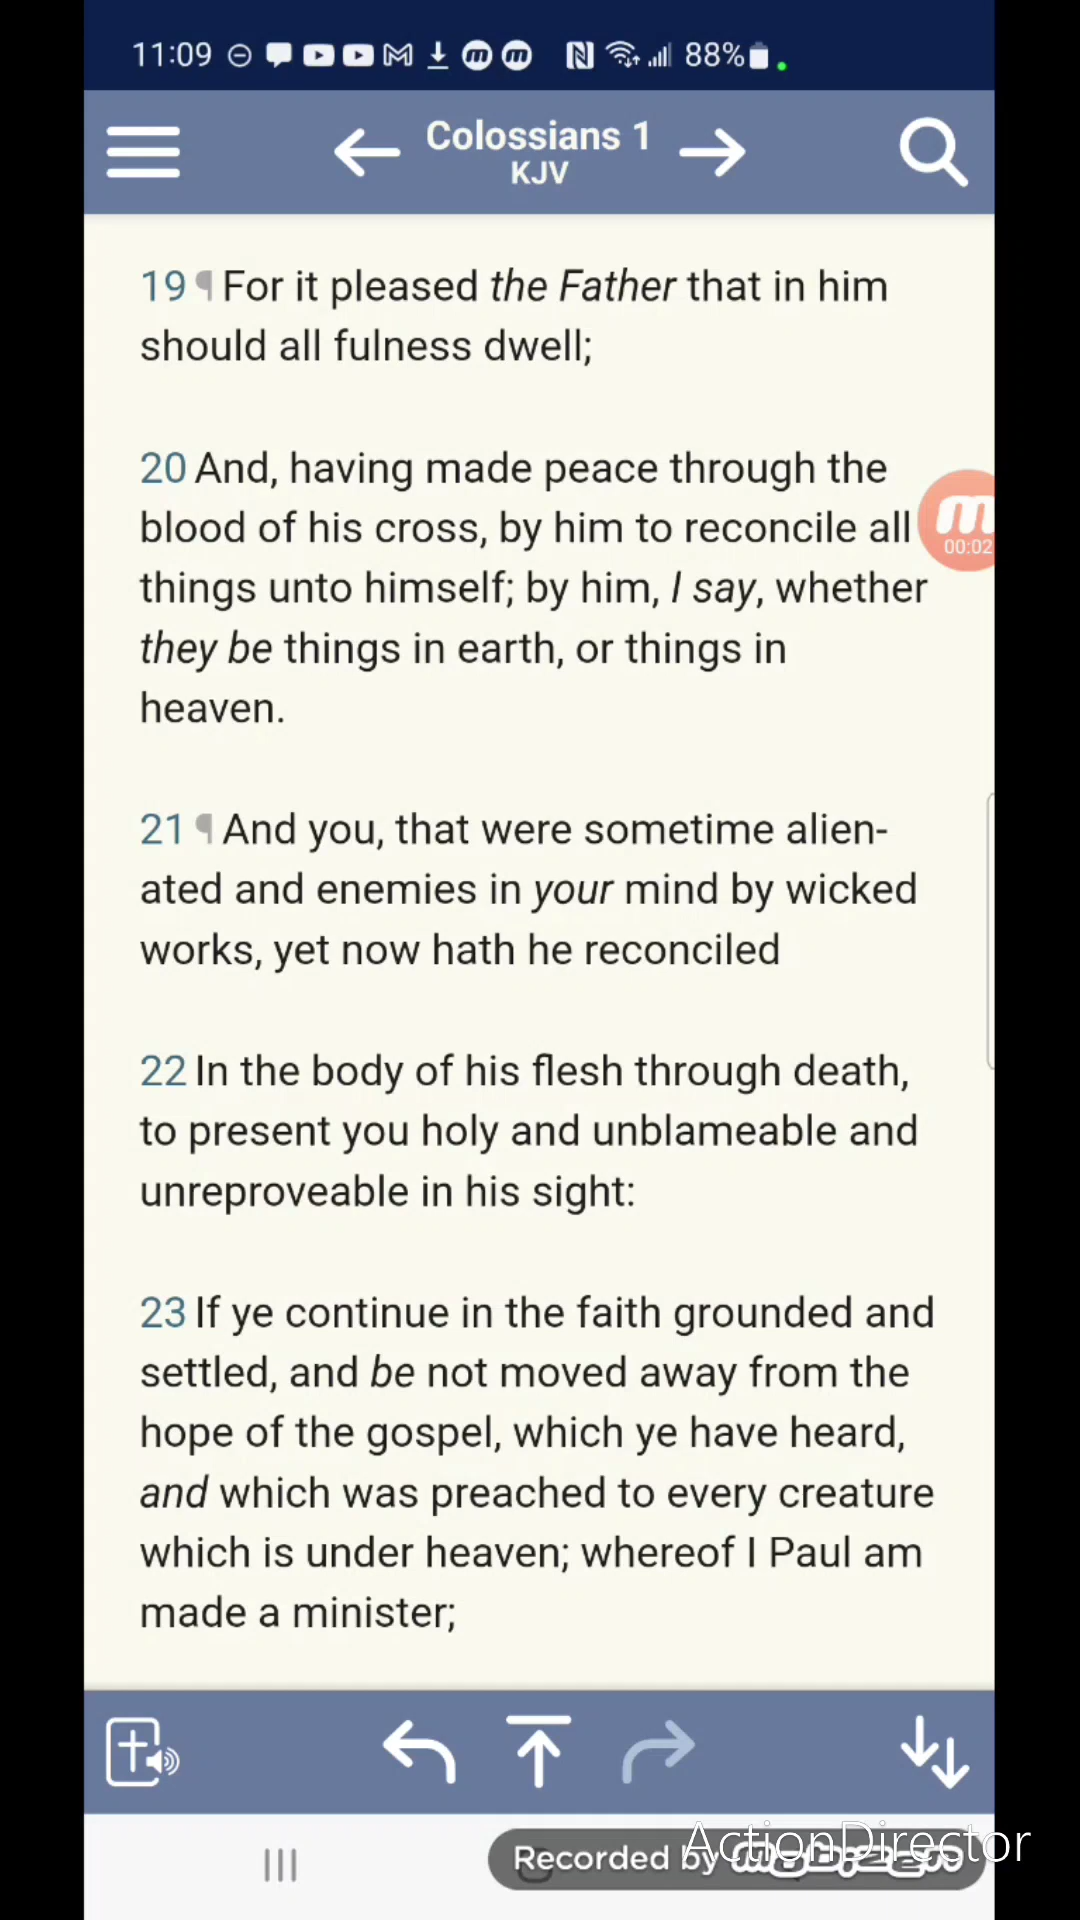 11:09 88%
Colossians 1
KJV
19 ¶ For it pleased the Father that in him
should all fulness dwell;
20 And, having made peace through the
blood of his cross, by him to reconcile all
things unto himself; by him, I say, whether
they be things in earth, or things in
heaven.
00:02
21 ¶ And you, that were sometime alien-
ated and enemies in your mind by wicked
works, yet now hath he reconciled
22 In the body of his flesh through death,
to present you holy and unblameable and
unreproveable in his sight:
23 If ye continue in the faith grounded and
settled, and be not moved away from the
hope of the gospel, which ye have heard,
and which was preached to every creature
which is under heaven; whereof I Paul am
made a minister;
ActionDirector
Recorded by